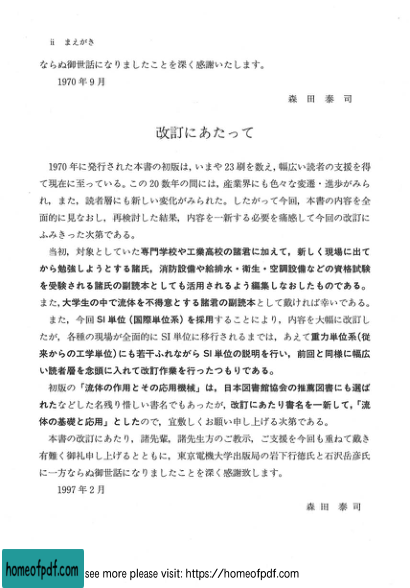 ii まえがき
ならぬ御世話になりましたことを深く感謝いたします。
1970年9月
森田泰司
改訂にあたって
1970年に発行された本書の初版は，いまや23刷を数え，幅広い読者の支援を得
て現在に至っている。この20数年の間には，産業界にも色々な変遷・進歩がみら
れ，また，読者層にも新しい変化がみられた。したがって今回，本書の内容を全
面的に見なおし，再検討した結果，内容を一新する必要を痛感して今回の改訂に
ふみきった次第である。
当初，対象としていた専門学校や工業高校の諸君に加えて，新しく現場に出て
から勉強しようとする諸氏，消防設備や給排水・衛生・空調設備などの資格試験
を受験される諸氏の副読本としても活用されるよう編集しなおしたものである。
また，大学生の中で流体を不得意とする諸君の副読本として戴ければ幸いである。
また，今回SI単位（国際単位系）を採用することにより，内容を大幅に改訂し
たが，各種の現場が全面的にSI単位に移行されるまでは，あえて重力単位系（従
来からの工学単位）にも若干ふれながらSI単位の説明を行い，前回と同様に幅広
い読者層を念頭に入れて改訂作業を行ったつもりである。
初版の「流体の作用とその応用機械」は，日本図書館協会の推薦図書にも選ば
れたなどした名残り惜しい書名でもあったが，改訂にあたり書名を一新して，「流
体の基礎と応用」としたので，宜敷しくお願い申し上げる次第である。
本書の改訂にあたり，諸先輩，諸先生方のご教示，ご支援を今回も重ねて戴き
有難く御礼申し上げるとともに，東京電機大学出版局の岩下行徳氏と石沢岳彦氏
に一方ならぬ御世話になりましたことを深く感謝致します。
1997年2月
森田泰司
homeofpdf.com
see more please visit: https://homeofpdf.com